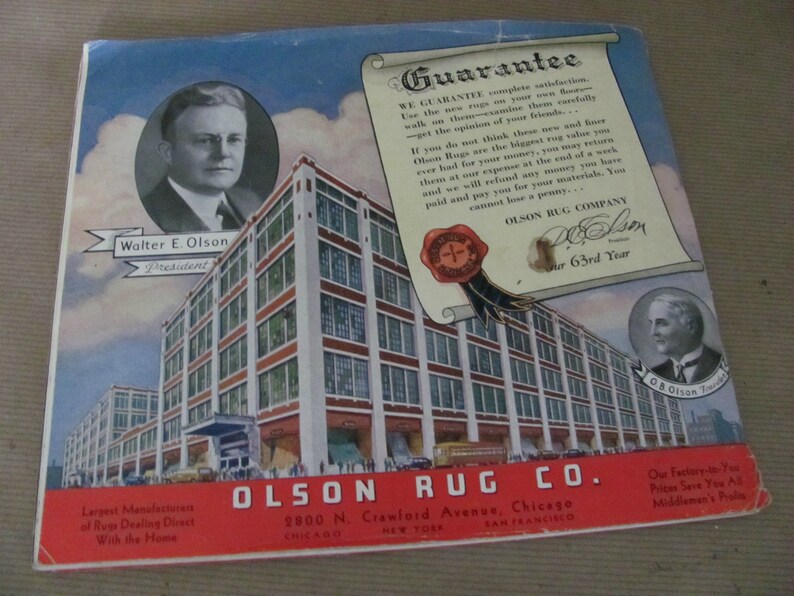 Guarantee
WE GUARANTEE complete satisfaction.
Use the new rugs on your own floors—
walk on them—examine them carefully
—get the opinion of your friends. . .
If you do not think these new and finer
Olson Rugs are the biggest rug value you
ever had for your money, you may return
them at our expense at the end of a week
and we will refund any money you have
paid and pay you for your materials. You
cannot lose a penny. . .
OLSON RUG COMPANY
Olson
President
63rd Year
Walter E. Olson
President
O.B. Olson Founder
OLSON RUG CO.
Largest Manufacturers
of Rugs Dealing Direct
With the Home
2800 N. Crawford Avenue, Chicago
CHICAGO NEW YORK SAN FRANCISCO
Our Factory-to-You
Prices Save You All
Middlemen's Profits